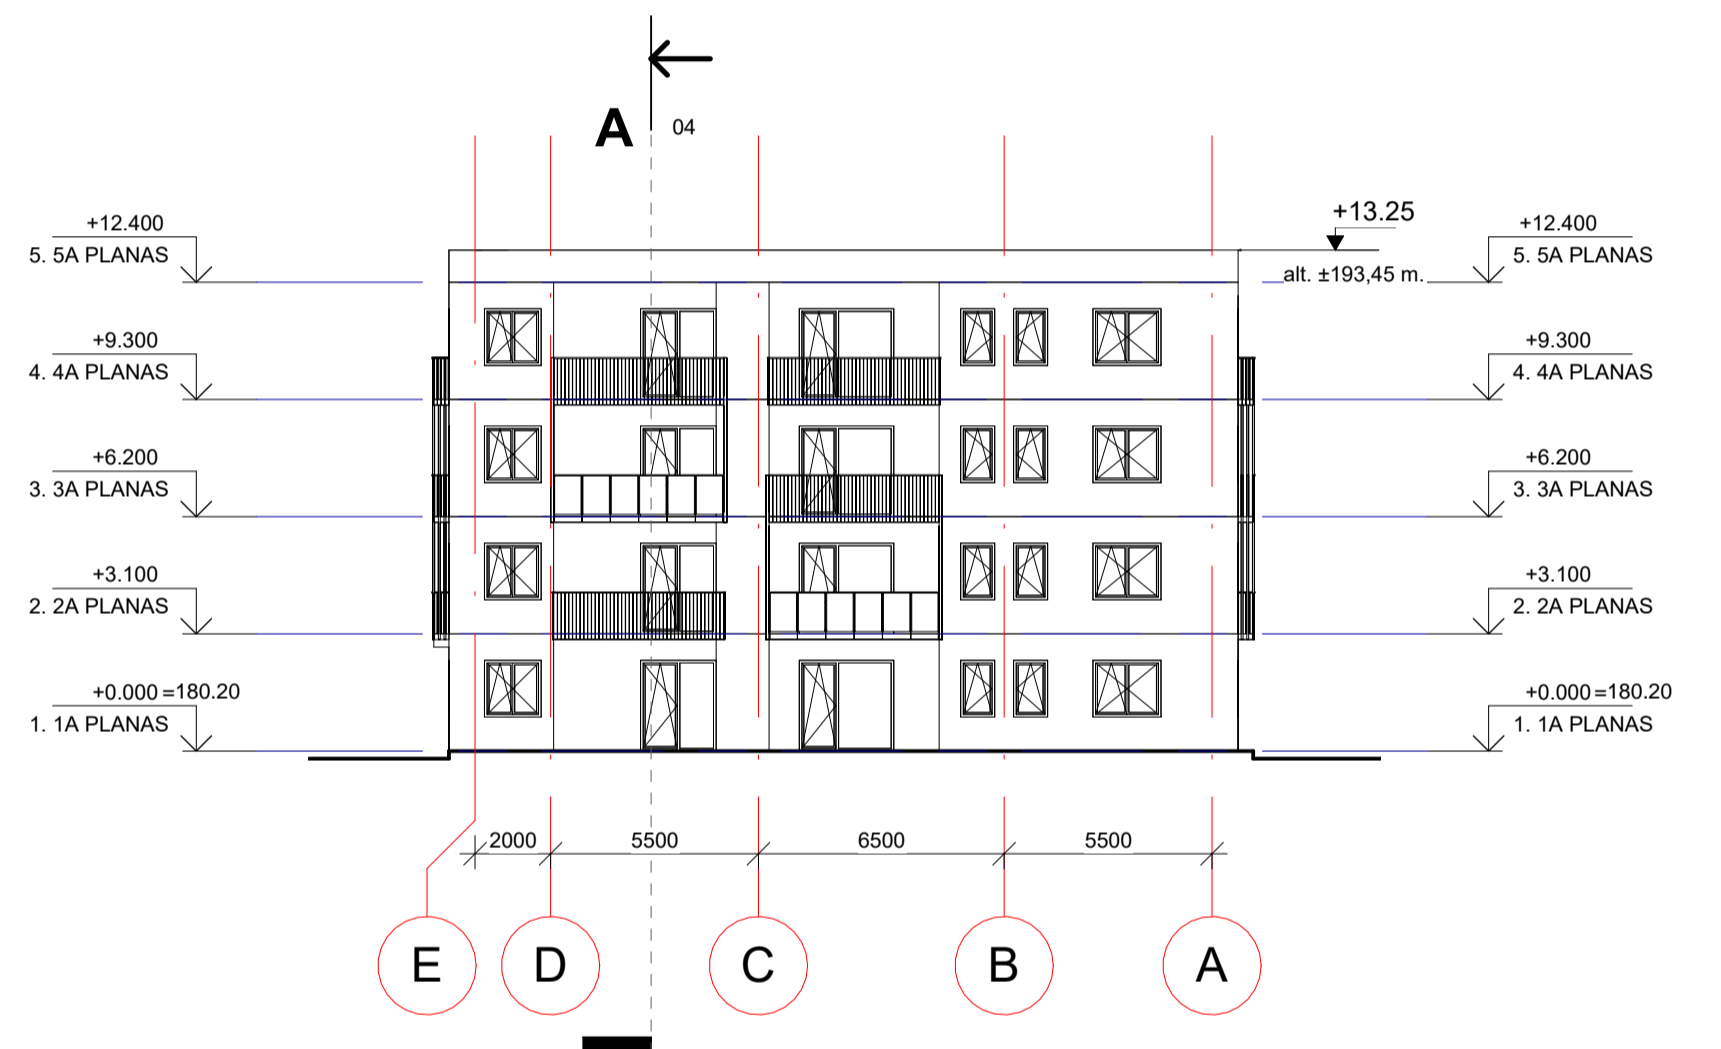 A
04
+12.400
5. 5A PLANAS
+9.300
4. 4A PLANAS
+6.200
3. 3A PLANAS
+3.100
2. 2A PLANAS
+0.000=180.20
1. 1A PLANAS
+13.25
alt. ±193,45 m.
+12.400
5. 5A PLANAS
+9.300
4. 4A PLANAS
+6.200
3. 3A PLANAS
+3.100
2. 2A PLANAS
+0.000=180.20
1. 1A PLANAS
2000 5500 6500 5500
E D C B A